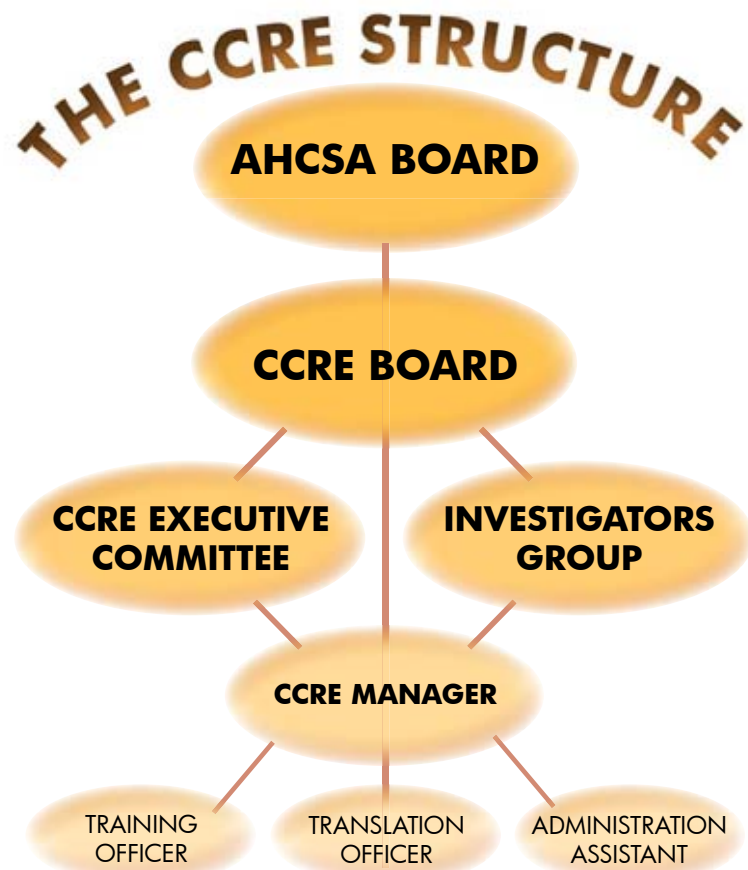 THE CCRE STRUCTURE
AHCSA BOARD
CCRE BOARD
CCRE EXECUTIVE
COMMITTEE
INVESTIGATORS
GROUP
CCRE MANAGER
TRAINING
OFFICER
TRANSLATION
OFFICER
ADMINISTRATION
ASSISTANT